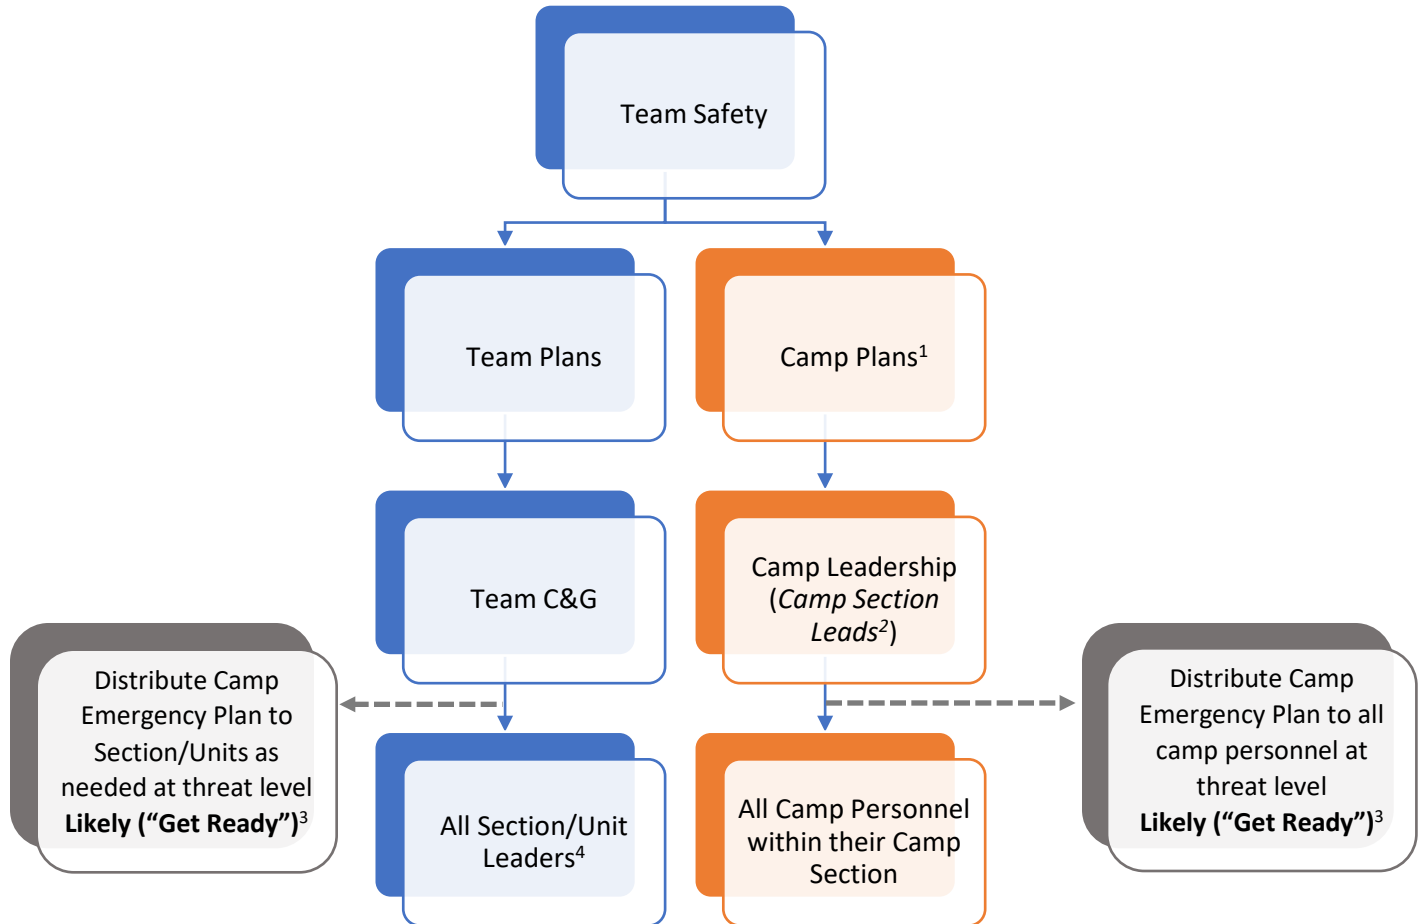 Team Safety
Team Plans
Camp Plans¹
Team C&G
Camp Leadership
(Camp Section
Leads²)
Distribute Camp
Emergency Plan to
Section/Units as
needed at threat level
Likely (“Get Ready”)³
Distribute Camp
Emergency Plan to all
camp personnel at
threat level
Likely (“Get Ready”)³
All Section/Unit
Leaders⁴
All Camp Personnel
within their Camp
Section